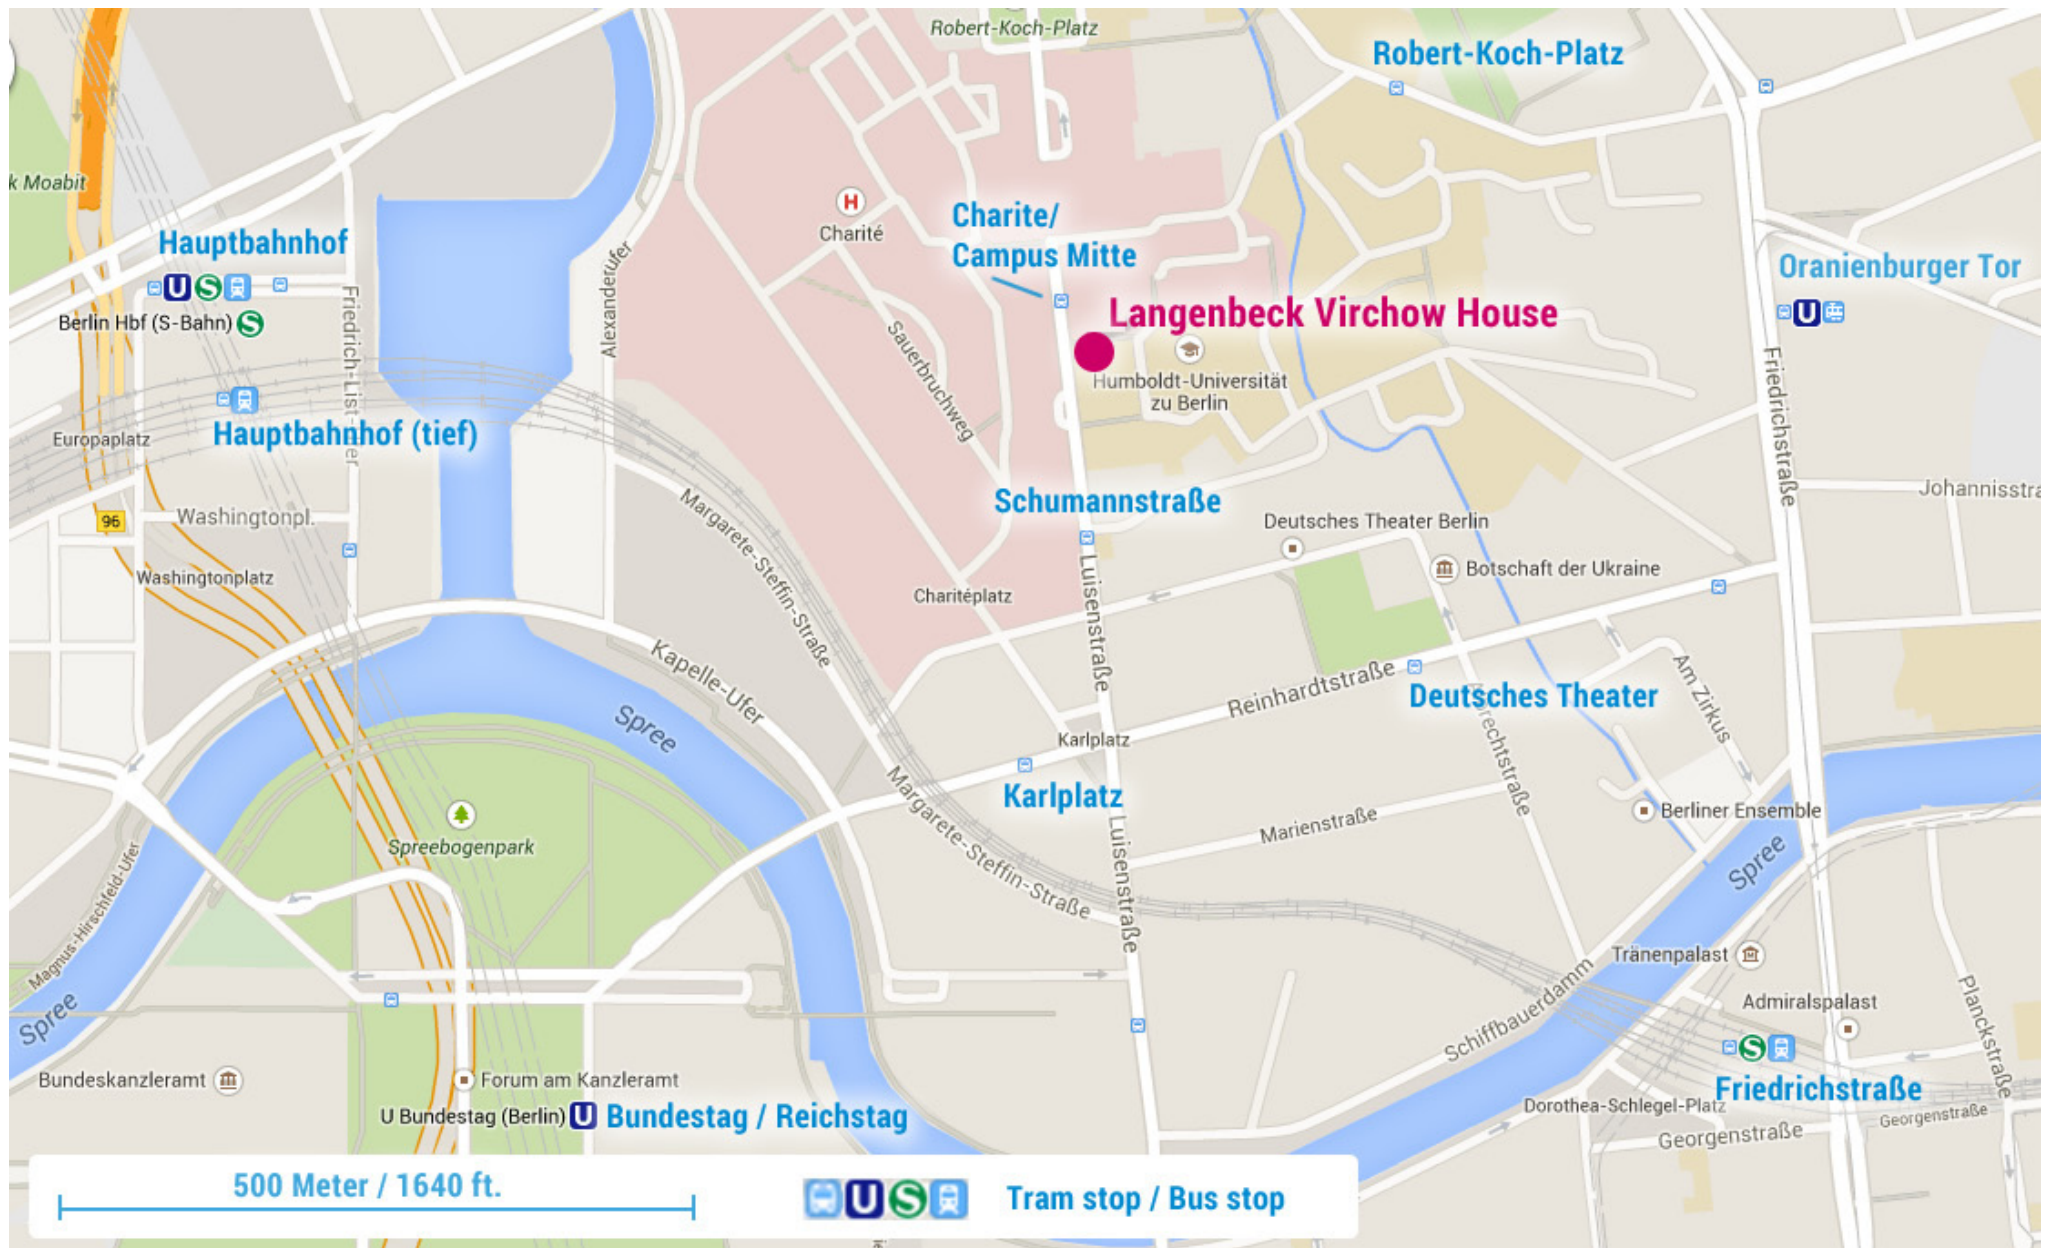 Robert-Koch-Platz
Robert-Koch-Platz
k Moabit
Charité
Charite/
Campus Mitte
Hauptbahnhof
U S
Berlin Hbf (S-Bahn) S
Friedrich-List-
Alexanderufer
H
Oranienburger Tor
U
Langenbeck Virchow House
Humboldt-Universität
zu Berlin
Sauerbruchweg
Friedrichstraße
Europaplatz
Hauptbahnhof (tief)
96
Washingtonpl.
Washingtonplatz
Margarete-Steffin-Straße
Schumannstraße
Johannisstra
Deutsches Theater Berlin
Botschaft der Ukraine
Charitéplatz
Luisenstraße
Kapelle-Ufer
Spree
Reinhardtstraße
Deutsches Theater
Am Zirkus
rechtstraße
Karlplatz
Karlplatz
Margarete-Steffin-Straße
Luisenstraße
Marienstraße
Berliner Ensemble
Spree
Spreebogenpark
Magnus-Hirschfeld-Ufer
Spree
Tränenpalast
Admiralspalast
Schiffbauerdamm
Planckstraße
S
Friedrichstraße
Bundeskanzleramt
Forum am Kanzleramt
U Bundestag (Berlin) U Bundestag / Reichstag
Dorothea-Schlegel-Platz
Georgenstraße
Georgenstraße
500 Meter / 1640 ft.
U S
Tram stop / Bus stop